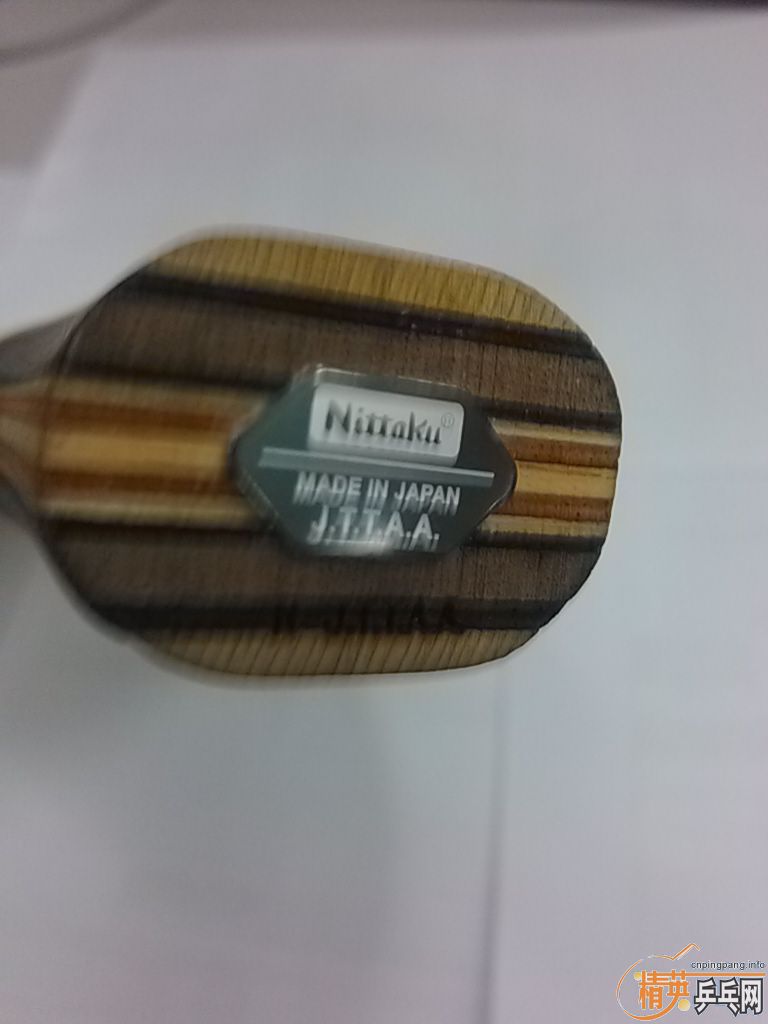 Nittaku®
MADE IN JAPAN
J.T.T.A.A.
N-J.T.T.A.A
cnpingpang.info
精英乒乓网